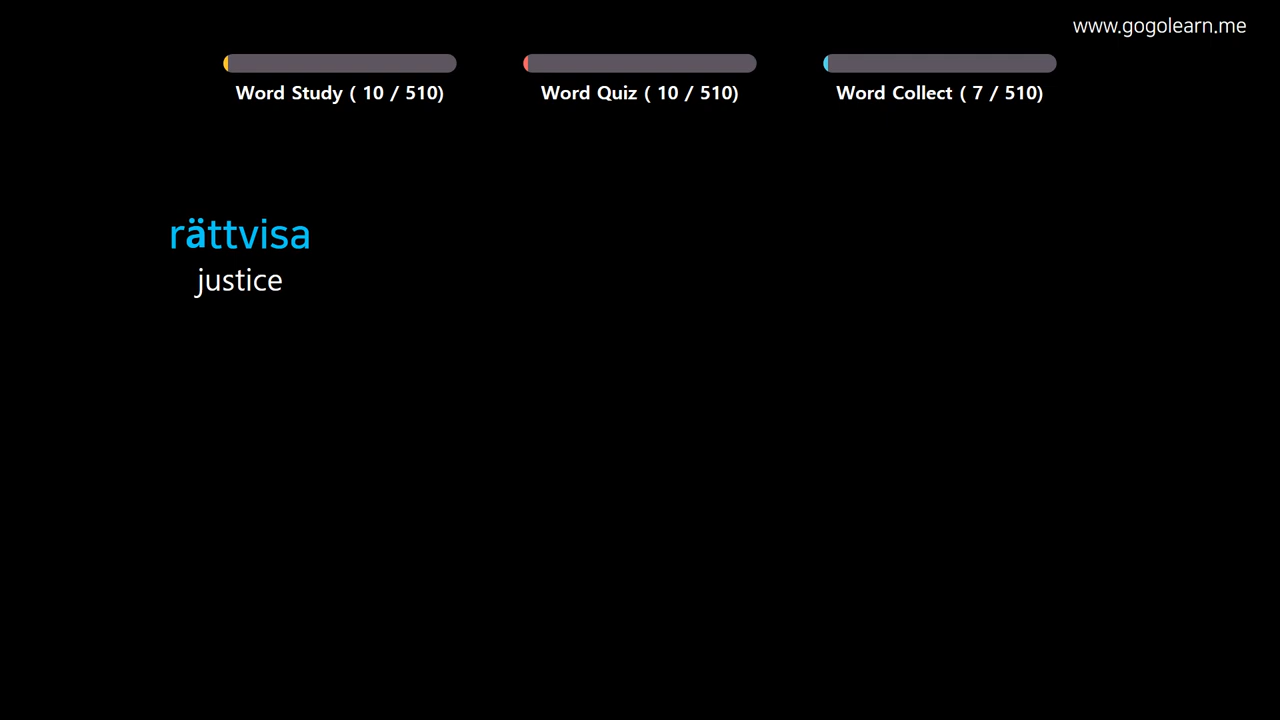 www.gogolearn.me
Word Study ( 10 / 510)
Word Quiz ( 10 / 510)
Word Collect ( 7 / 510)
rättvisa
justice